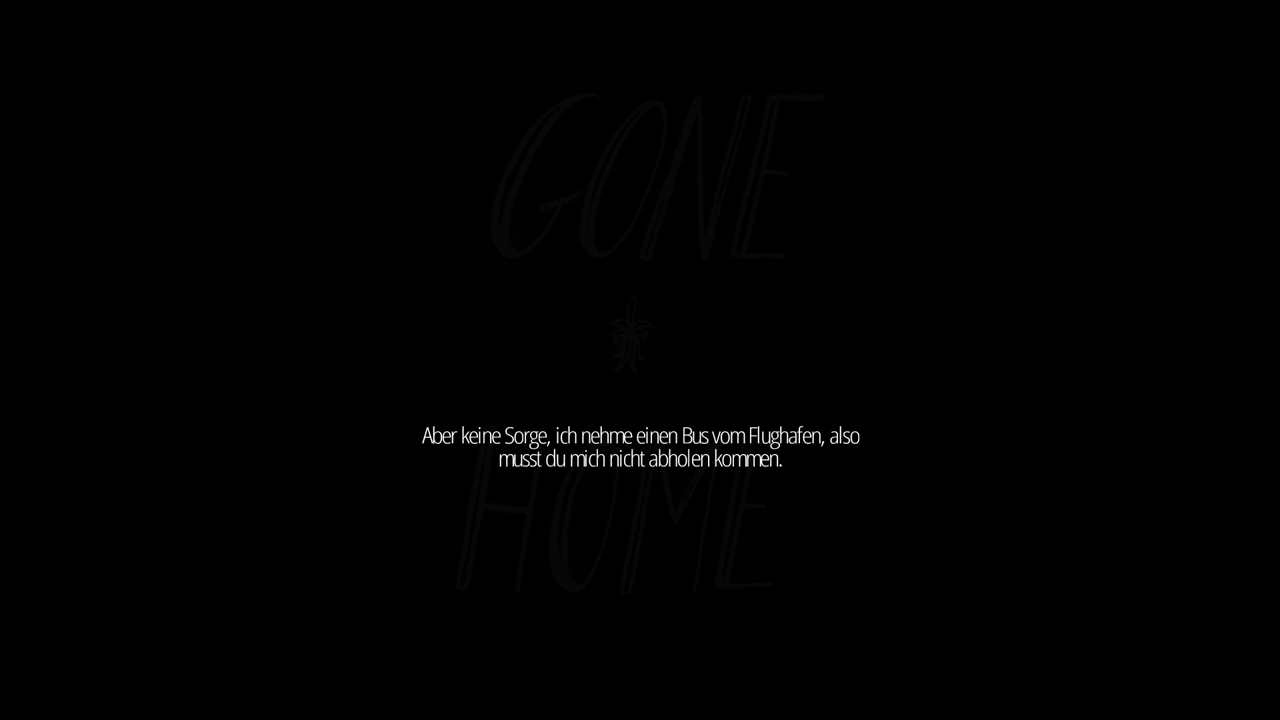 GONE
Aber keine Sorge, ich nehme einen Bus vom Flughafen, also
musst du mich nicht abholen kommen.
HOME